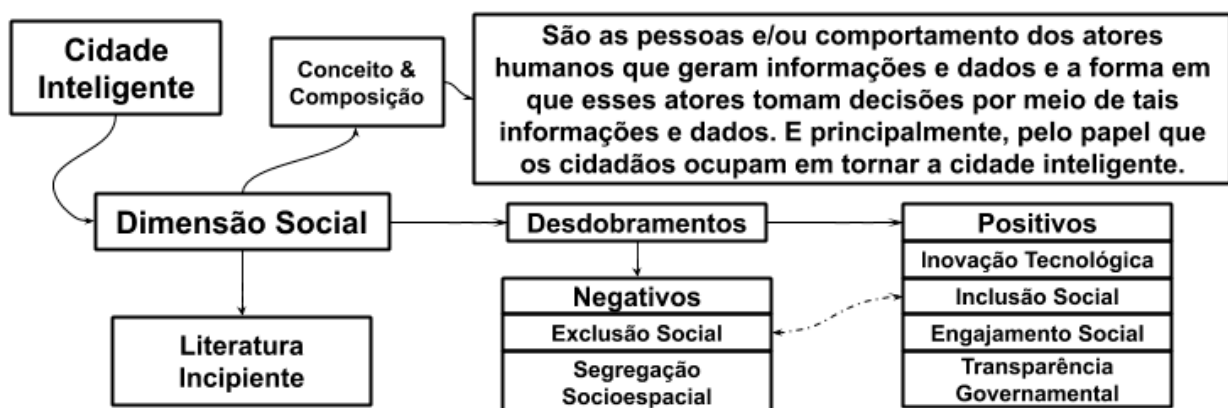 Cidade
Inteligente
Conceito &
Composição
São as pessoas e/ou comportamento dos atores
humanos que geram informações e dados e a forma em
que esses atores tomam decisões por meio de tais
informações e dados. E principalmente, pelo papel que
os cidadãos ocupam em tornar a cidade inteligente.
Dimensão Social
Desdobramentos
Positivos
Inovação Tecnológica
Inclusão Social
Engajamento Social
Transparência
Governamental
Negativos
Exclusão Social
Segregação
Socioespacial
Literatura
Incipiente